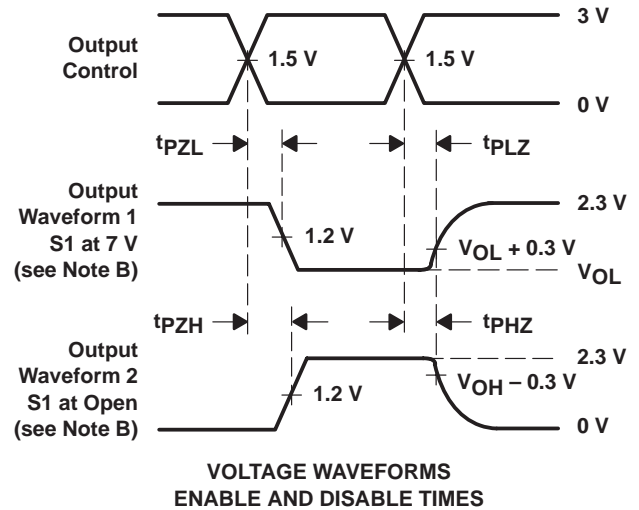 Output
Control
3 V
1.5 V
1.5 V
0 V
tPZL
tPLZ
Output
Waveform 1
S1 at 7 V
(see Note B)
2.3 V
1.2 V
VOL + 0.3 V
VOL
tPZH
tPHZ
Output
Waveform 2
S1 at Open
(see Note B)
2.3 V
1.2 V
VOH – 0.3 V
0 V
VOLTAGE WAVEFORMS
ENABLE AND DISABLE TIMES